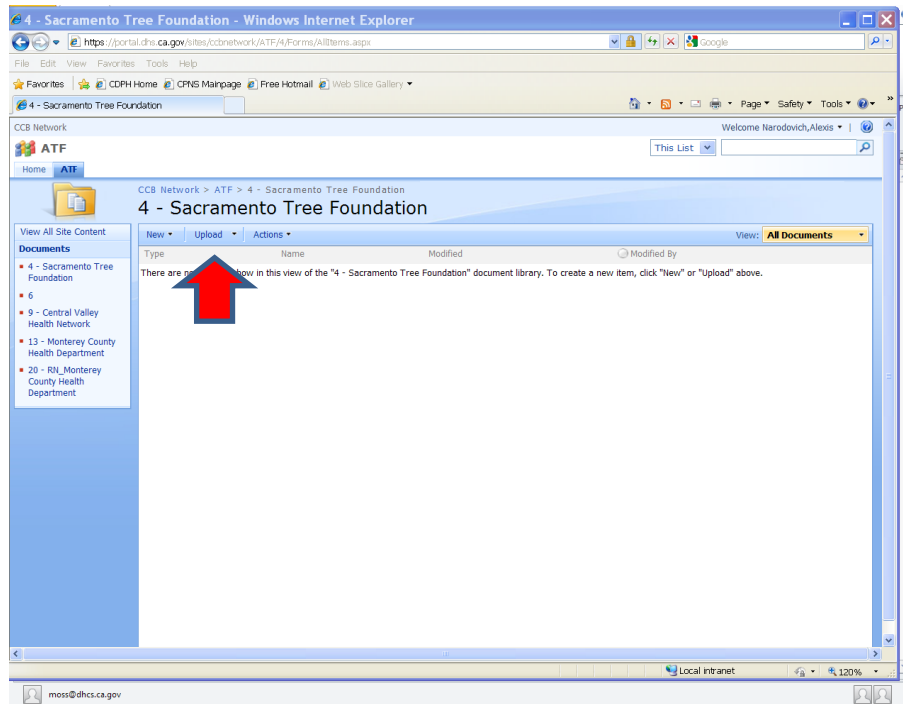 4 - Sacramento Tree Foundation - Windows Internet Explorer
https://portal.dhs.ca.gov/sites/ccbnetwork/ATF/4/Forms/AllItems.aspx
Google
File Edit View Favorites Tools Help
Favorites CDPH Home CPNS Mainpage Free Hotmail Web Slice Gallery
4 - Sacramento Tree Foundation
Page Safety Tools
CCB Network
Welcome Narodovich,Alexis
ATF
This List
Home ATF
CCB Network > ATF > 4 - Sacramento Tree Foundation
4 - Sacramento Tree Foundation
View All Site Content
New Upload Actions
View: All Documents
Documents
Type Name Modified Modified By
There are no show in this view of the "4 - Sacramento Tree Foundation" document library. To create a new item, click "New" or "Upload" above.
4 - Sacramento Tree
Foundation
6
9 - Central Valley
Health Network
13 - Monterey County
Health Department
20 - RN_Monterey
County Health
Department
Local intranet
120%
moss@dhcs.ca.gov